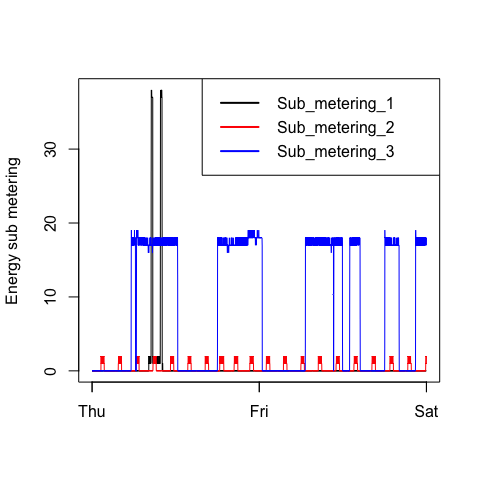 Sub_metering_1
Sub_metering_2
Sub_metering_3
Energy sub metering
30
20
10
0
Thu Fri Sat